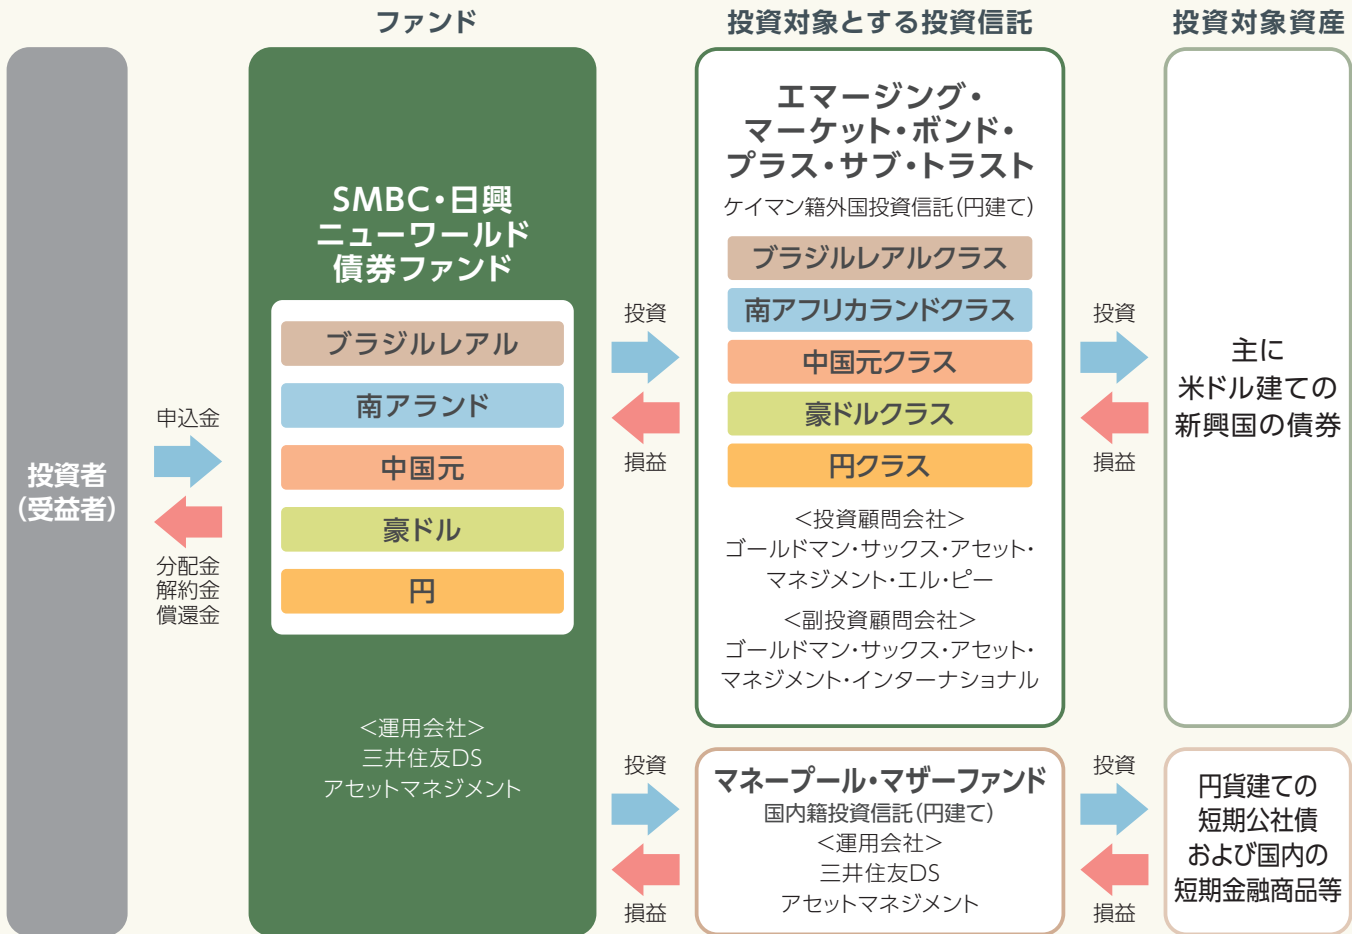 ファンド
投資対象とする投資信託
投資対象資産
投資者
(受益者)
申込金
分配金
解約金
償還金
SMBC・日興
ニューワールド
債券ファンド
ブラジルレアル
南アランド
中国元
豪ドル
円
<運用会社>
三井住友DS
アセットマネジメント
投資
損益
投資
損益
エマージング・
マーケット・ボンド・
プラス・サブ・トラスト
ケイマン籍外国投資信託(円建て)
ブラジルレアルクラス
南アフリカランドクラス
中国元クラス
豪ドルクラス
円クラス
<投資顧問会社>
ゴールドマン・サックス・アセット・
マネジメント・エル・ピー
<副投資顧問会社>
ゴールドマン・サックス・アセット・
マネジメント・インターナショナル
マネープール・マザーファンド
国内籍投資信託(円建て)
<運用会社>
三井住友DS
アセットマネジメント
投資
損益
投資
損益
主に
米ドル建ての
新興国の債券
円貨建ての
短期公社債
および国内の
短期金融商品等